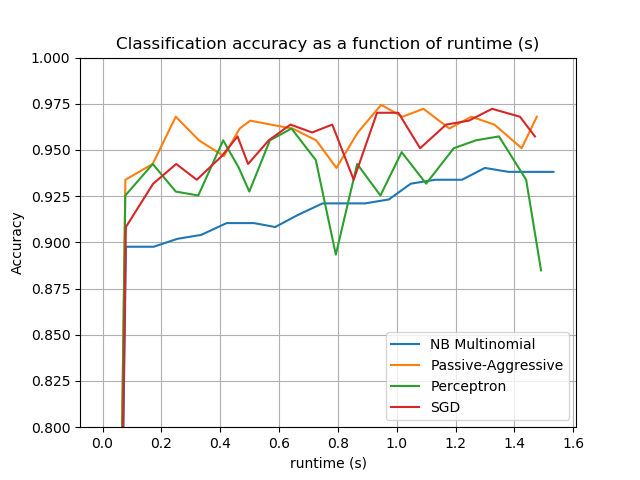 Classification accuracy as a function of runtime (s)
1.000
0.975
0.950
0.925
0.900
0.875
0.850
0.825
0.800
Accuracy
NB Multinomial
Passive-Aggressive
Perceptron
SGD
0.0 0.2 0.4 0.6 0.8 1.0 1.2 1.4 1.6
runtime (s)